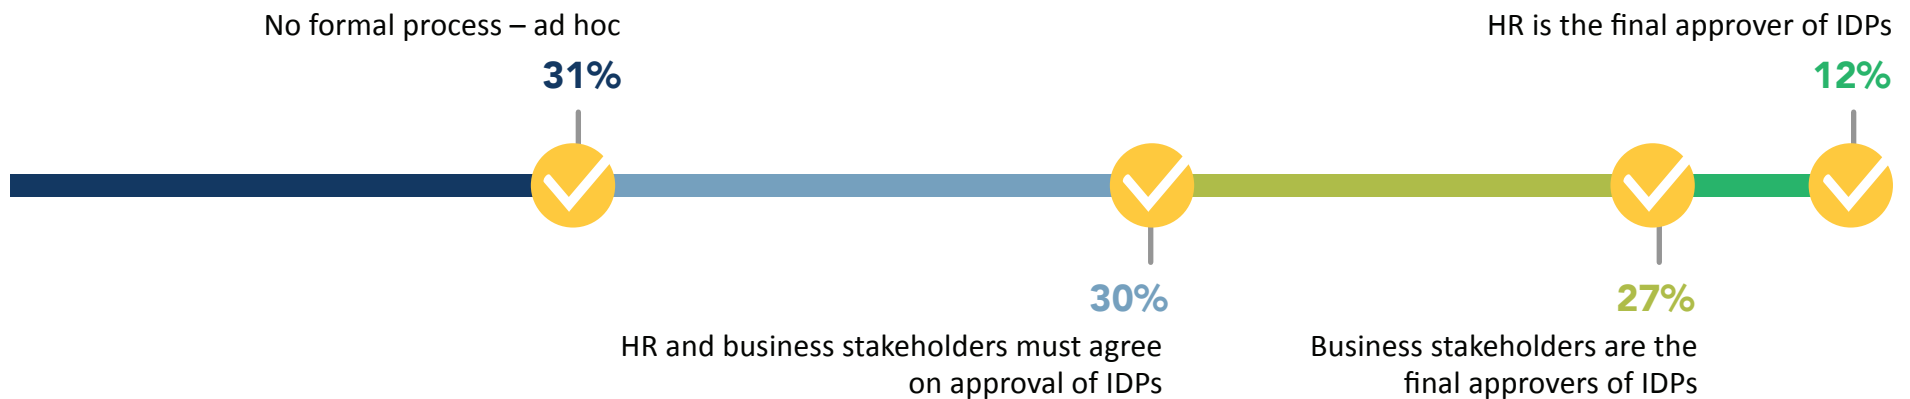 No formal process – ad hoc
31%
HR is the final approver of IDPs
12%
30%
HR and business stakeholders must agree
on approval of IDPs
27%
Business stakeholders are the
final approvers of IDPs